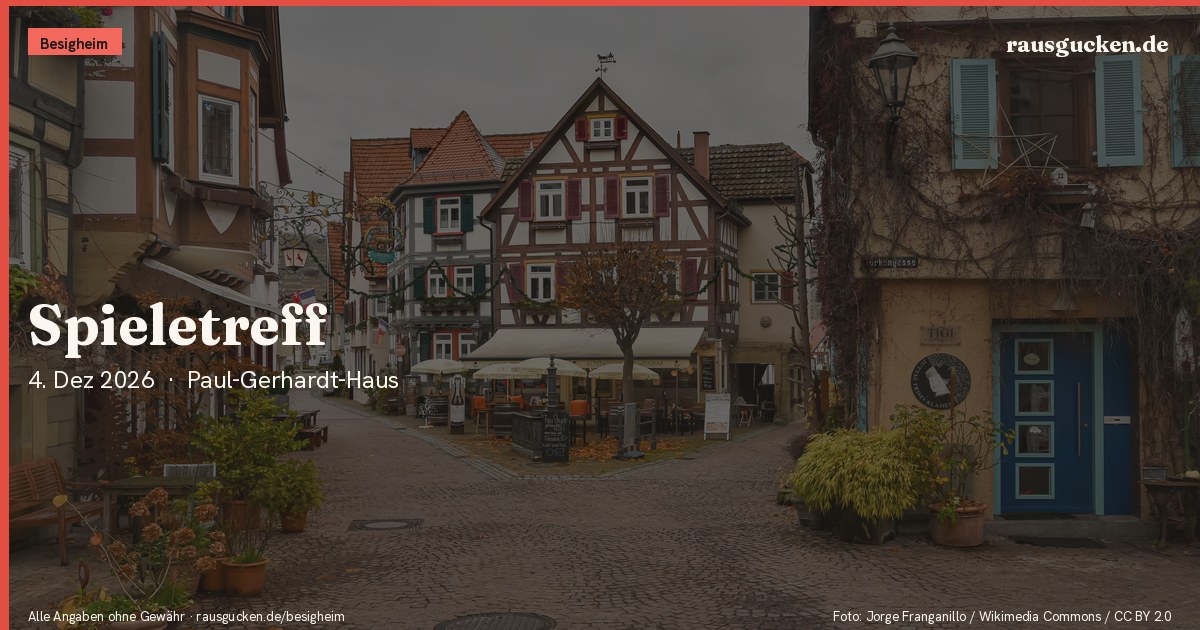 Besigheim
rausgucken.de
Spieletreff
4. Dez 2026 · Paul-Gerhardt-Haus
TIGI
Alle Angaben ohne Gewähr · rausgucken.de/besigheim
Foto: Jorge Franganillo / Wikimedia Commons / CC BY 2.0